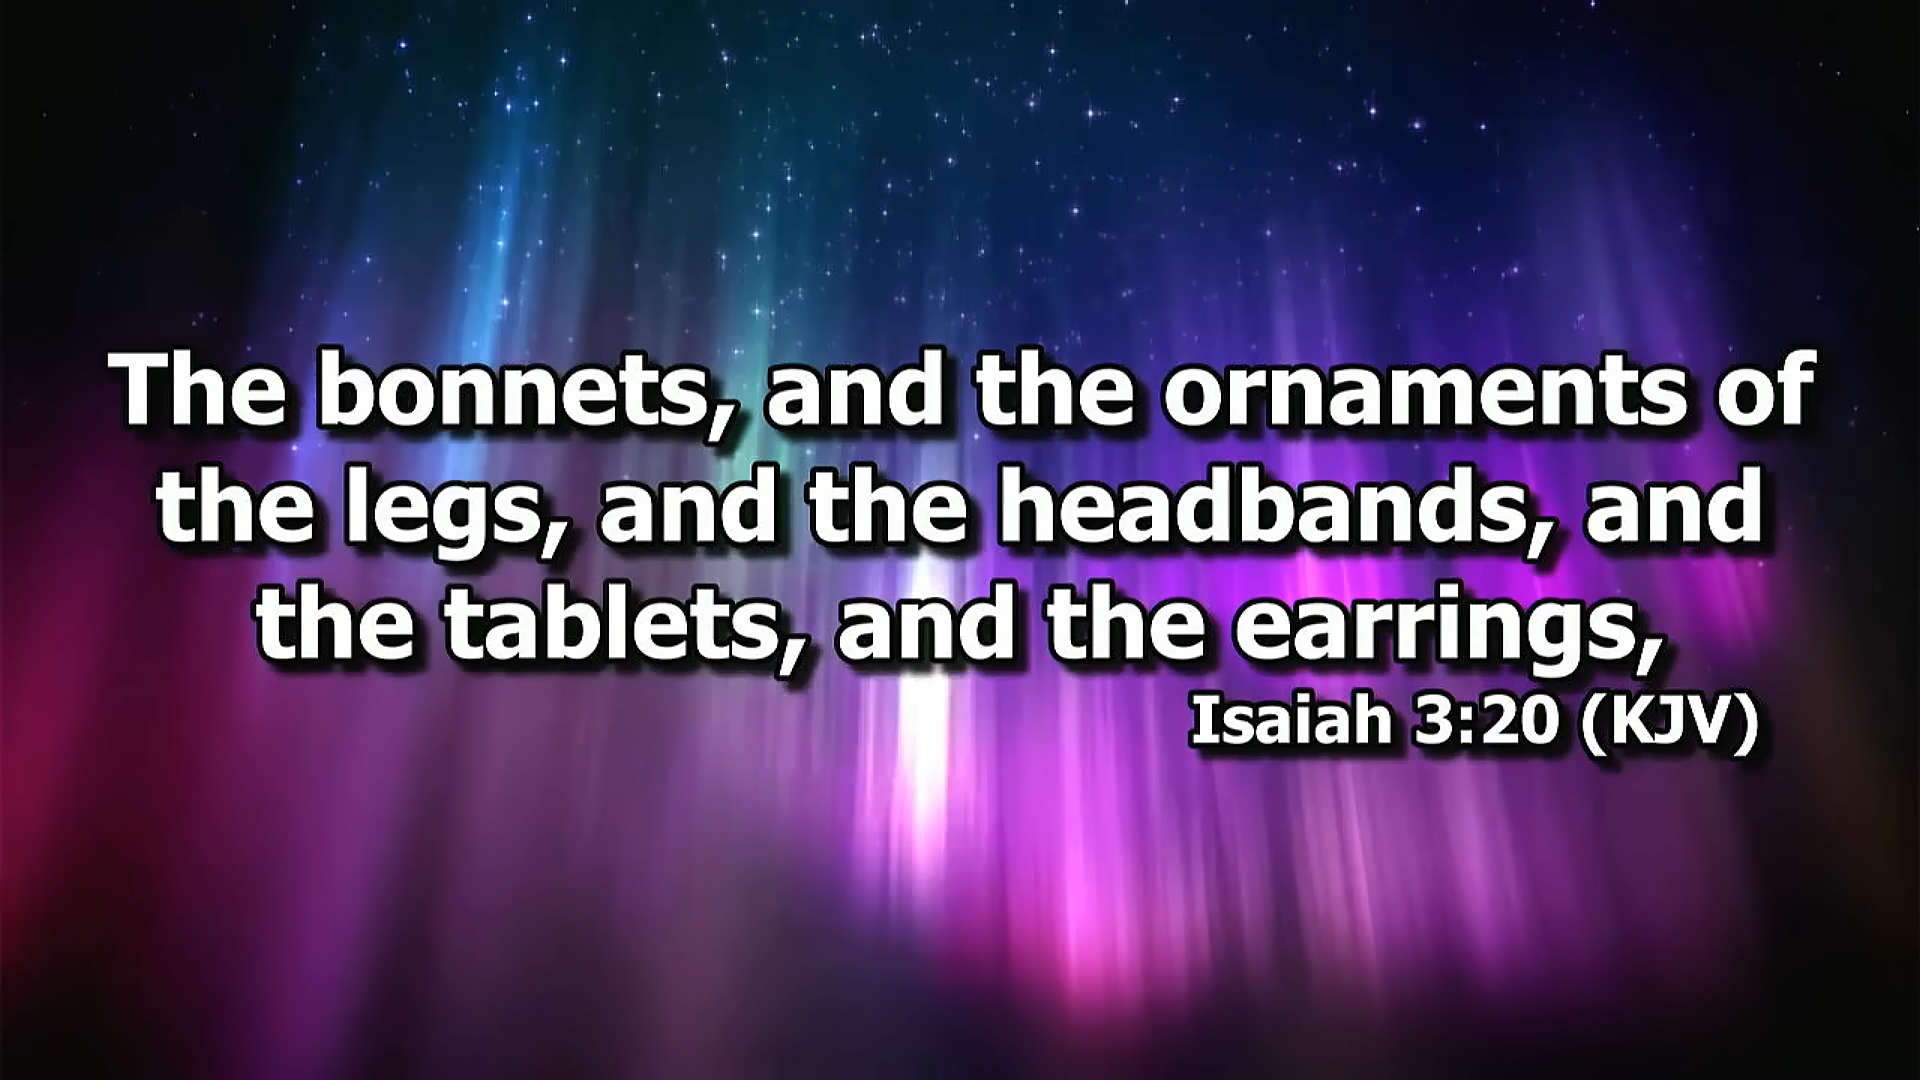 The bonnets, and the ornaments of
the legs, and the headbands, and
the tablets, and the earrings,
Isaiah 3:20 (KJV)